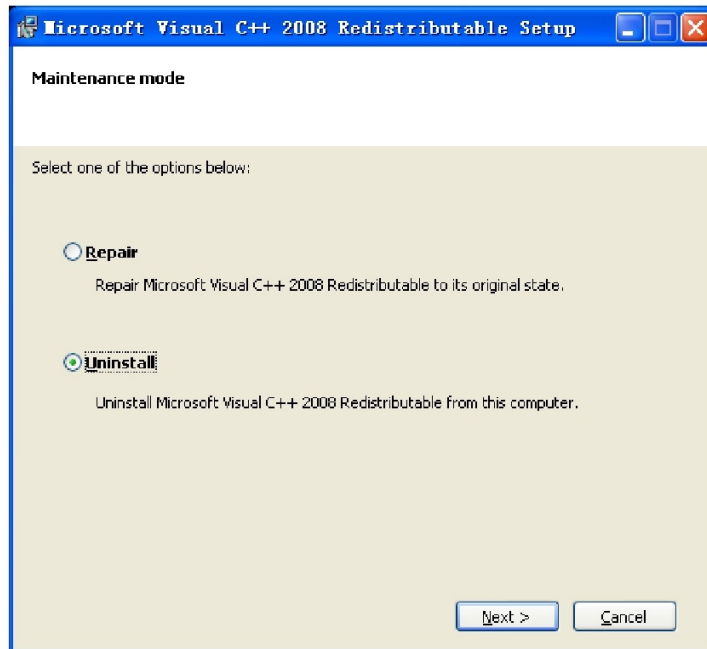 Microsoft Visual C++ 2008 Redistributable Setup
Maintenance mode
Select one of the options below:
Repair
Repair Microsoft Visual C++ 2008 Redistributable to its original state.
Uninstall
Uninstall Microsoft Visual C++ 2008 Redistributable from this computer.
Next > Cancel